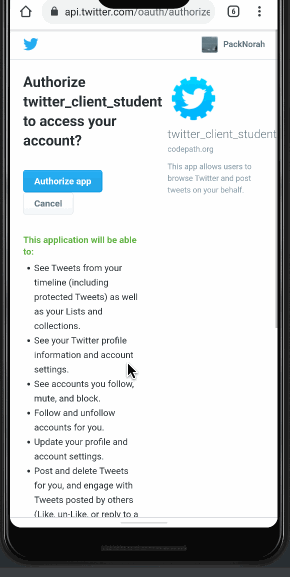 api.twitter.com/oauth/authorize
6
PackNorah
Authorize
twitter_client_student
to access your
account?
Authorize app
Cancel
twitter_client_student
codepath.org
This app allows users to
browse Twitter and post
tweets on your behalf.
This application will be able
to:
• See Tweets from your
timeline (including
protected Tweets) as well
as your Lists and
collections.
• See your Twitter profile
information and account
settings.
• See accounts you follow,
mute, and block.
• Follow and unfollow
accounts for you.
• Update your profile and
account settings.
• Post and delete Tweets
for you, and engage with
Tweets posted by others
(Like, un-Like, or reply to a